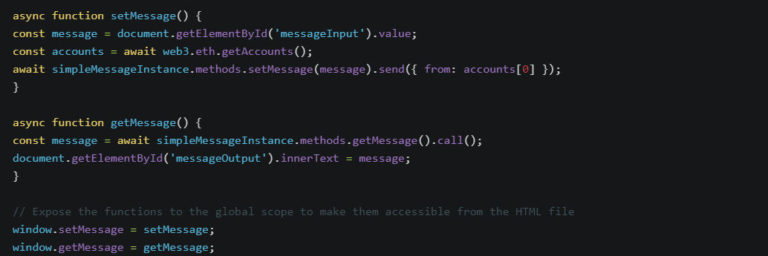 async function setMessage() {
const message = document.getElementById('messageInput').value;
const accounts = await web3.eth.getAccounts();
await simpleMessageInstance.methods.setMessage(message).send({ from: accounts[0] });
}

async function getMessage() {
const message = await simpleMessageInstance.methods.getMessage().call();
document.getElementById('messageOutput').innerText = message;
}

// Expose the functions to the global scope to make them accessible from the HTML file
window.setMessage = setMessage;
window.getMessage = getMessage;